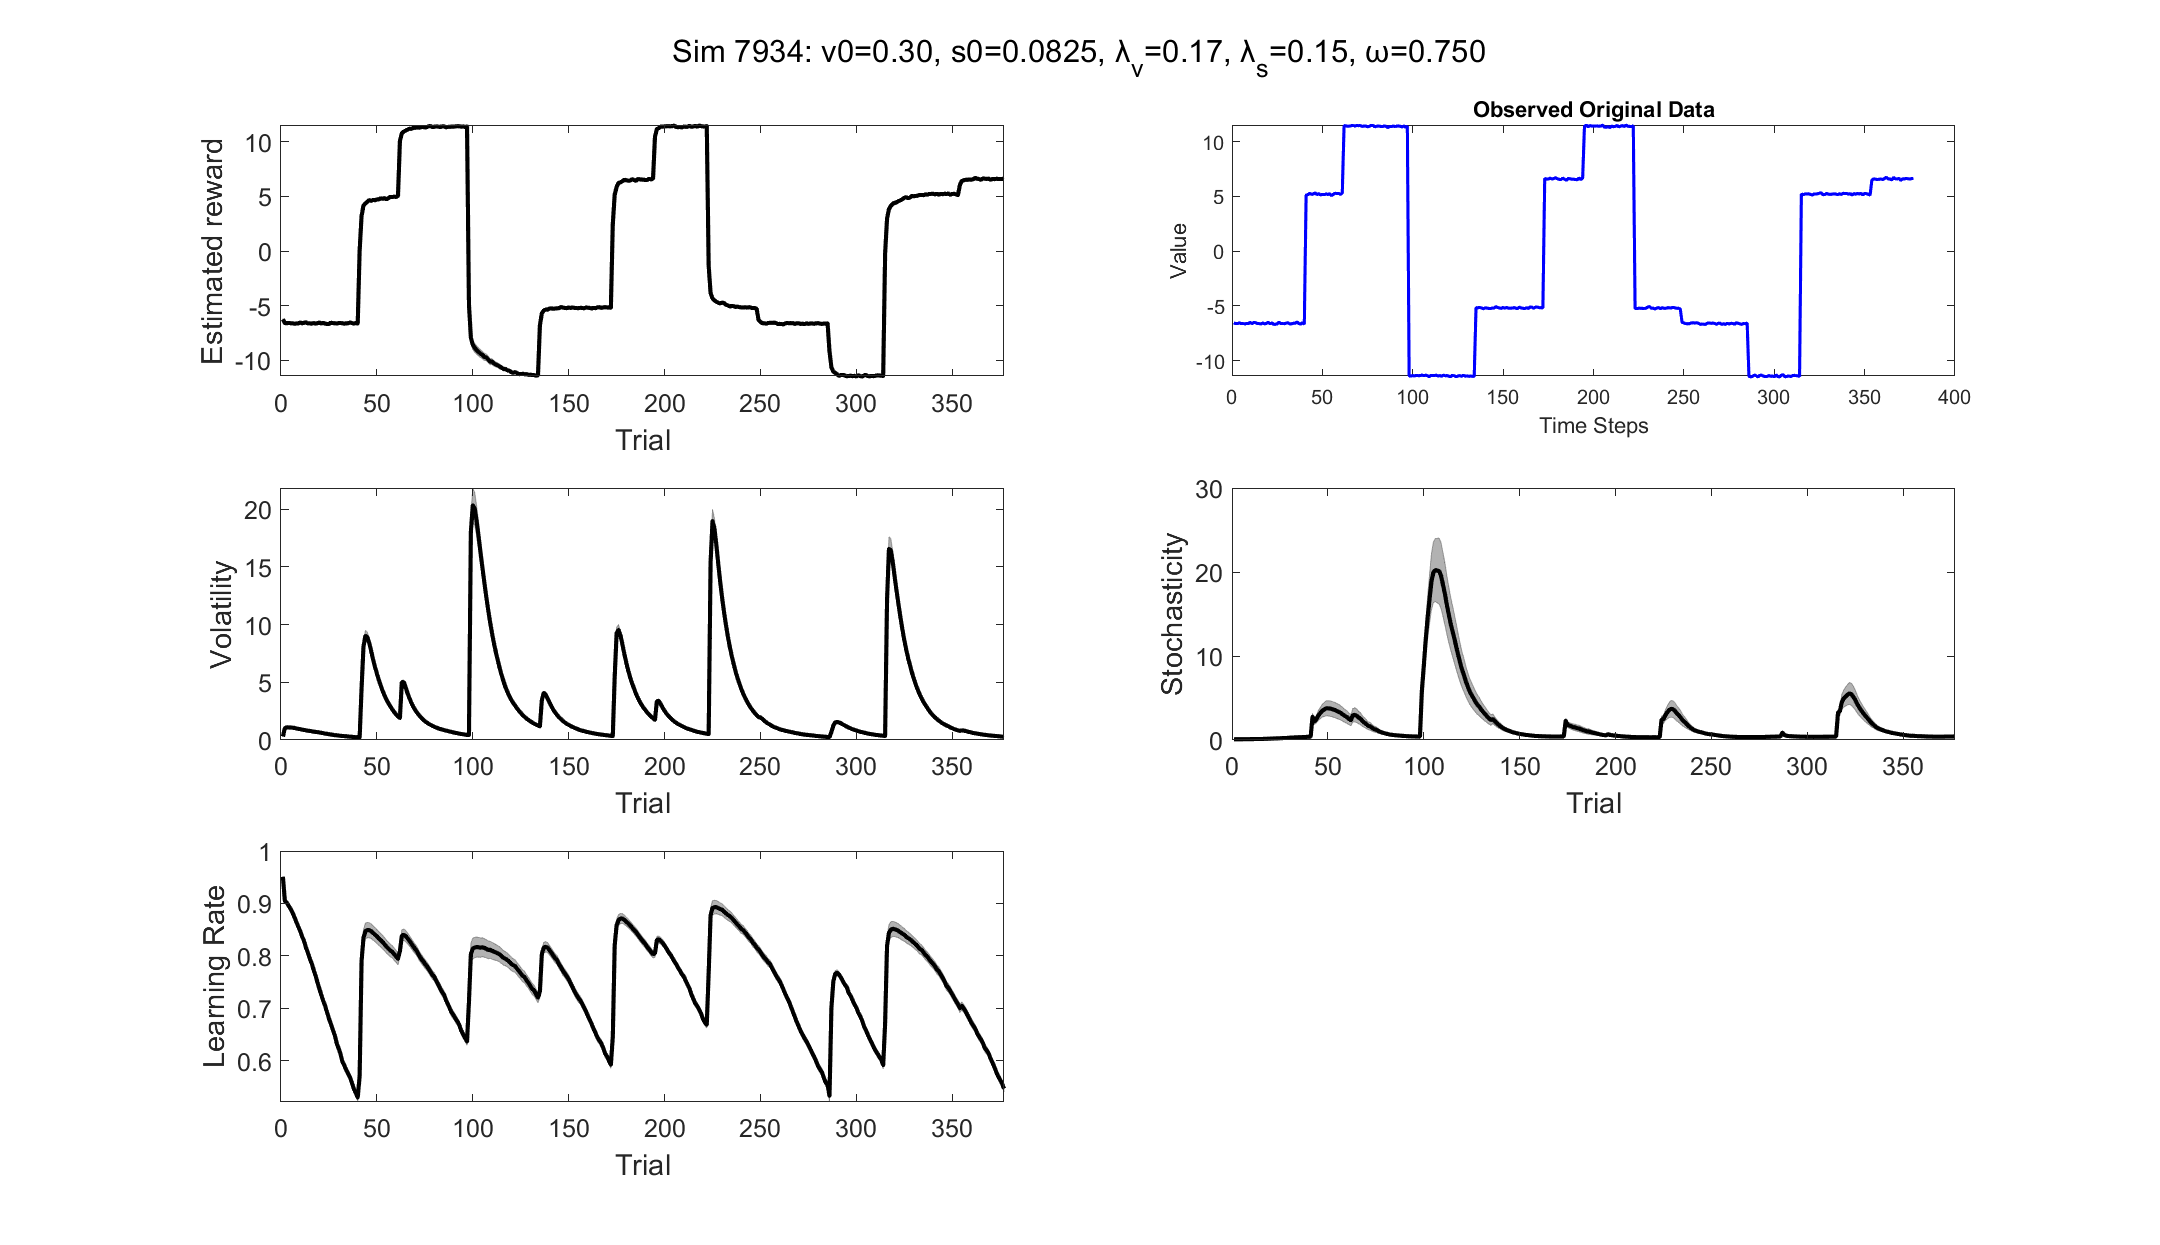 Sim 7934: v0=0.30, s0=0.0825, λ_v=0.17, λ_s=0.15, ω=0.750
Estimated reward
10
5
0
-5
-10
0 50 100 150 200 250 300 350
Trial
Observed Original Data
Value
10
5
0
-5
-10
0 50 100 150 200 250 300 350 400
Time Steps
Volatility
20
15
10
5
0
0 50 100 150 200 250 300 350
Trial
Stochasticity
30
20
10
0
0 50 100 150 200 250 300 350
Trial
Learning Rate
1
0.9
0.8
0.7
0.6
0 50 100 150 200 250 300 350
Trial